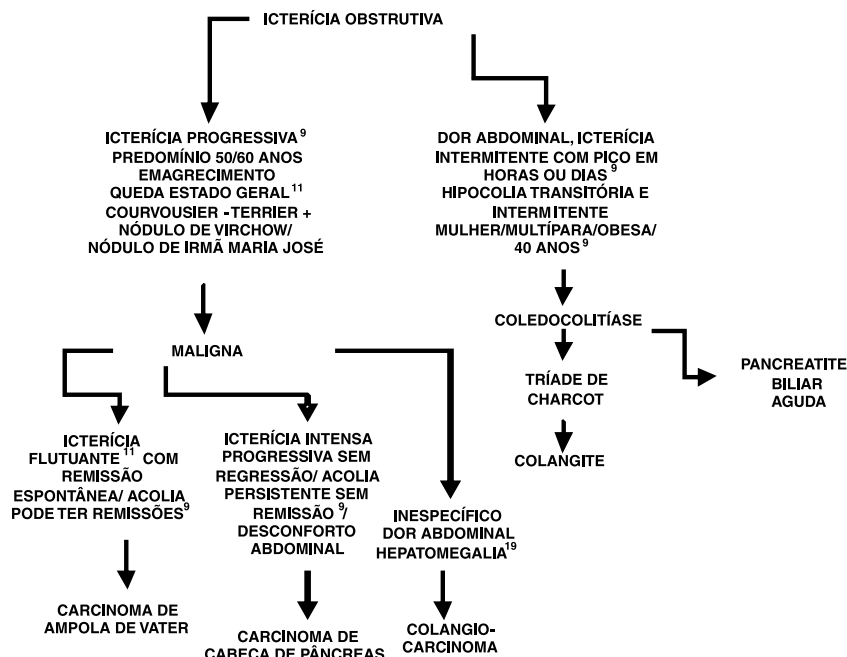 ICTERÍCIA OBSTRUTIVA
ICTERÍCIA PROGRESSIVA 9
PREDOMÍNIO 50/60 ANOS
EMAGRECIMENTO
QUEDA ESTADO GERAL 11
COURVOUSIER - TERRIER +
NÓDULO DE VIRCHOW/
NÓDULO DE IRMÃ MARIA JOSÉ
DOR ABDOMINAL, ICTERÍCIA
INTERMITENTE COM PICO EM
HORAS OU DIAS 9
HIPOCOLIA TRANSITÓRIA E
INTERMITENTE
MULHER/MULTÍPARA/OBESA/
40 ANOS 9
MALIGNA
COLEDOCOLITÍASE
TRÍADE DE
CHARCOT
COLANGITE
PANCREATITE
BILIAR
AGUDA
ICTERÍCIA
FLUTUANTE 11 COM
REMISSÃO
ESPONTÂNEA/ ACOLIA
PODE TER REMISSÕES 9
ICTERÍCIA INTENSA
PROGRESSIVA SEM
REGRESSÃO/ ACOLIA
PERSISTENTE SEM
REMISSÃO 9/
DESCONFORTO
ABDOMINAL
INESPECÍFICO
DOR ABDOMINAL
HEPATOMEGALIA 19
CARCINOMA DE
AMPOLA DE VATER
CARCINOMA DE
CABEÇA DE PÂNCREAS
COLANGIO-
CARCINOMA